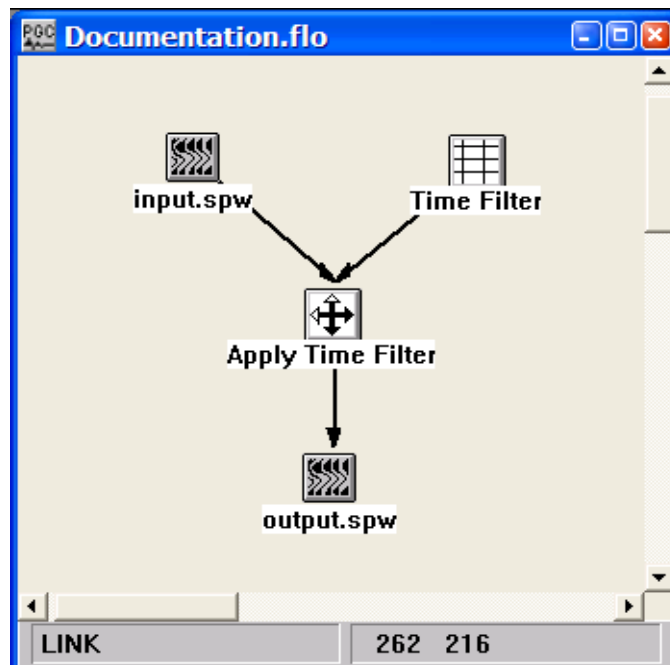 PGC Documentation.flo
input.spw Time Filter
Apply Time Filter
output.spw
LINK 262 216